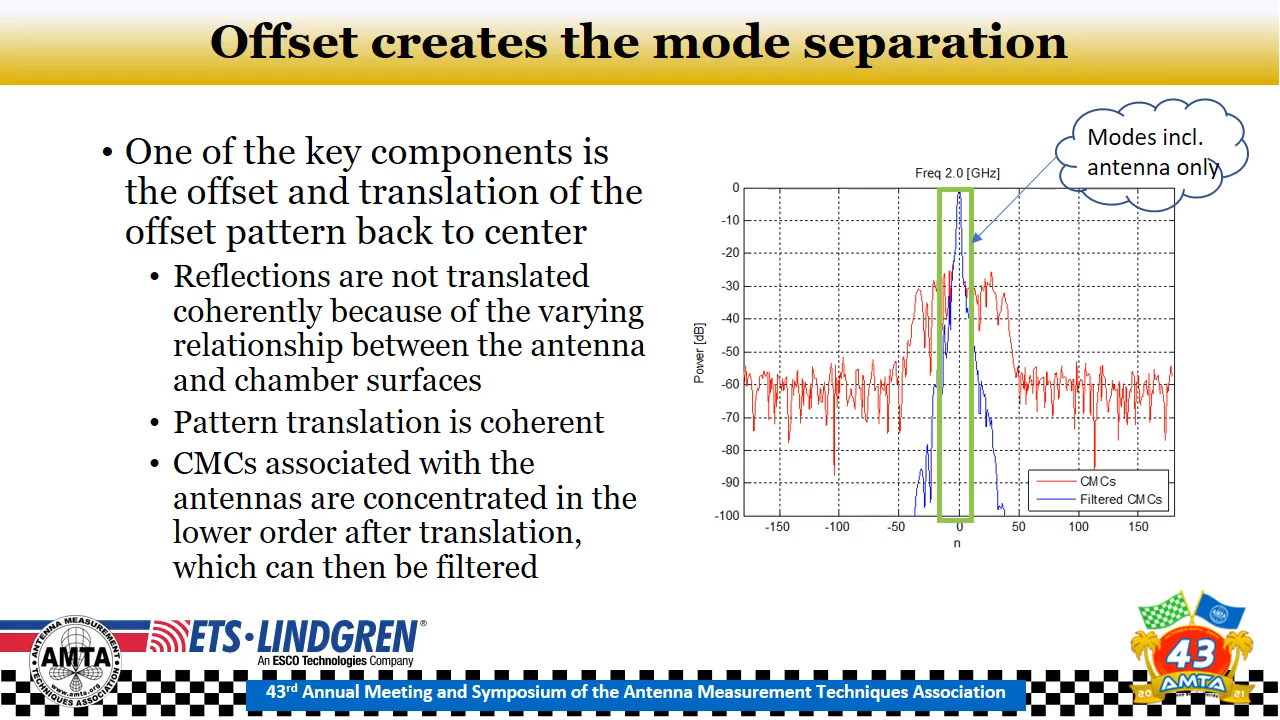 Offset creates the mode separation
• One of the key components is
the offset and translation of the
offset pattern back to center
• Reflections are not translated
coherently because of the varying
relationship between the antenna
and chamber surfaces
• Pattern translation is coherent
• CMCs associated with the
antennas are concentrated in the
lower order after translation,
which can then be filtered
Modes incl.
antenna only
Freq 2.0 [GHz]
Power [dB]
0
-10
-20
-30
-40
-50
-60
-70
-80
-90
-100
-150 -100 -50 0 50 100 150
n
CMCs
Filtered CMCs
ANTENNA MEASUREMENT
AMTA
www.amta.org
TECHNIQUES ASSOCIATION
ETS·LINDGREN®
An ESCO Technologies Company
43rd Annual Meeting and Symposium of the Antenna Measurement Techniques Association
43
AMTA
20 21